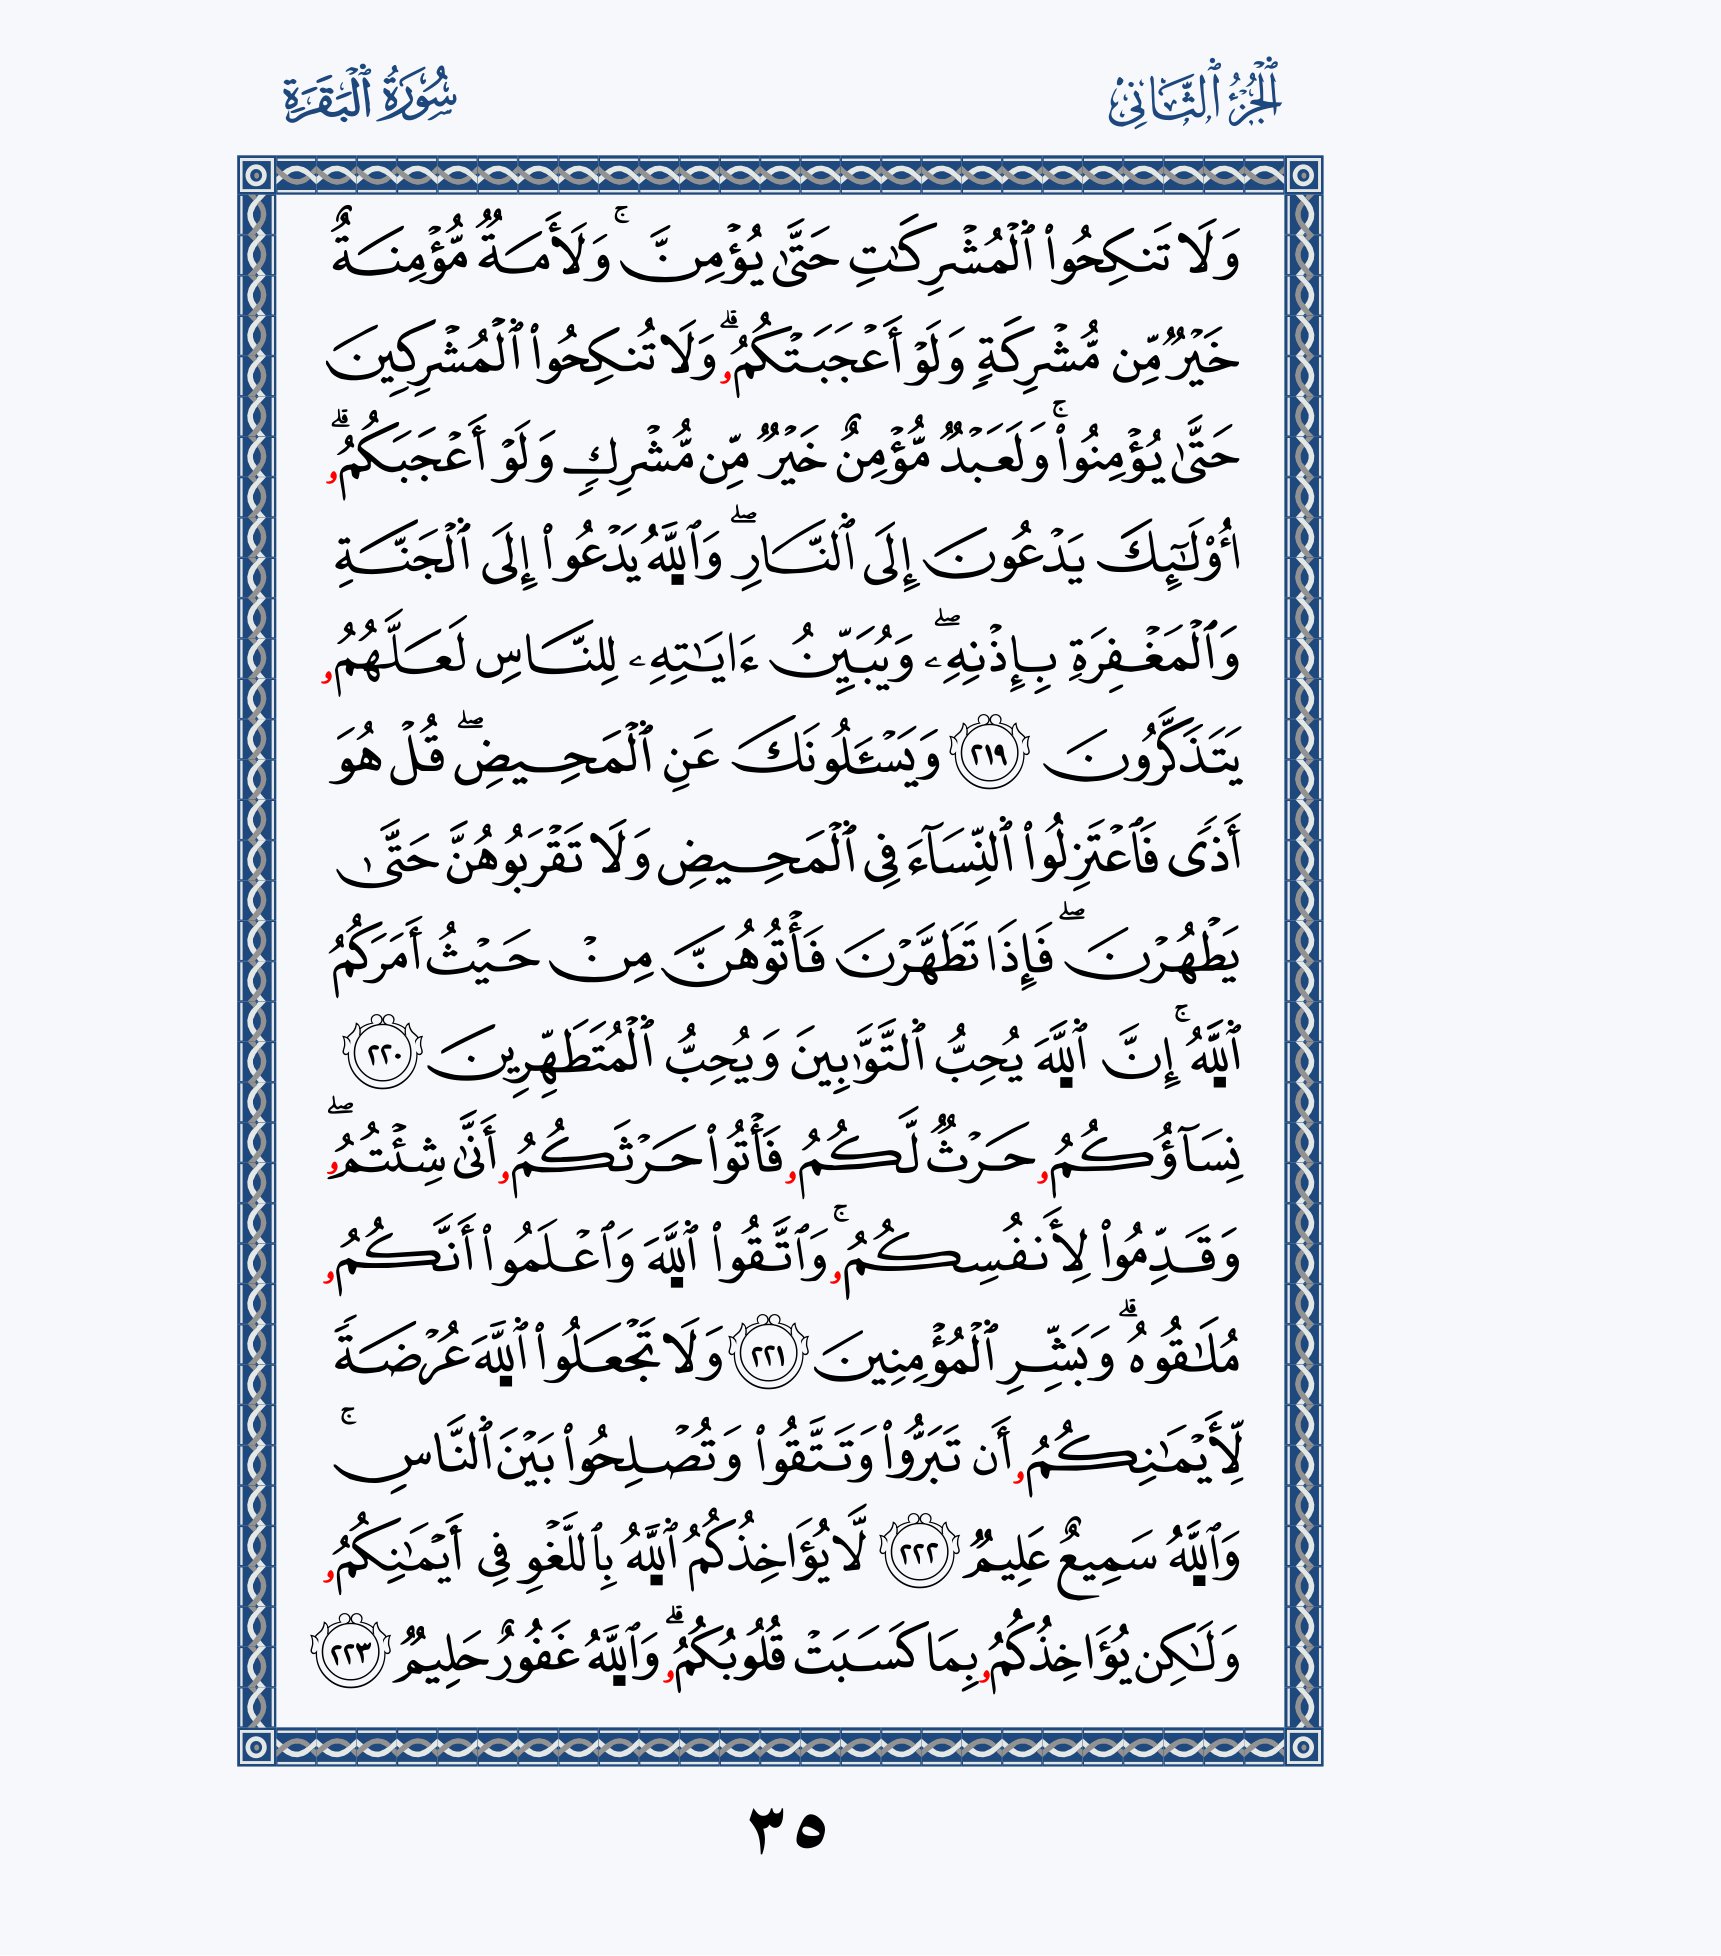 الجُزْءُ ٱلثَّانِي
سُورَةُ ٱلْبَقَرَةِ
وَلَا تَنكِحُوا۟ ٱلْمُشْرِكَٰتِ حَتَّىٰ يُؤْمِنَّ ۚ وَلَأَمَةٌ مُّؤْمِنَةٌ
خَيْرٌ مِّن مُّشْرِكَةٍ وَلَوْ أَعْجَبَتْكُمُۥ ۗ وَلَا تُنكِحُوا۟ ٱلْمُشْرِكِينَ
حَتَّىٰ يُؤْمِنُوا۟ ۚ وَلَعَبْدٌ مُّؤْمِنٌ خَيْرٌ مِّن مُّشْرِكٍ وَلَوْ أَعْجَبَكُمُۥ ۗ
أُو۟لَٰٓئِكَ يَدْعُونَ إِلَى ٱلنَّارِ ۖ وَٱللَّهُ يَدْعُوا۟ إِلَى ٱلْجَنَّةِ
وَٱلْمَغْفِرَةِ بِإِذْنِهِۦ ۖ وَيُبَيِّنُ ءَايَٰتِهِۦ لِلنَّاسِ لَعَلَّهُمُۥ
يَتَذَكَّرُونَ ٢١٩ وَيَسْـَٔلُونَكَ عَنِ ٱلْمَحِيضِ ۖ قُلْ هُوَ
أَذًى فَٱعْتَزِلُوا۟ ٱلنِّسَآءَ فِى ٱلْمَحِيضِ وَلَا تَقْرَبُوهُنَّ حَتَّىٰ
يَطْهُرْنَ ۖ فَإِذَا تَطَهَّرْنَ فَأْتُوهُنَّ مِنْ حَيْثُ أَمَرَكُمُ
ٱللَّهُ ۚ إِنَّ ٱللَّهَ يُحِبُّ ٱلتَّوَّٰبِينَ وَيُحِبُّ ٱلْمُتَطَهِّرِينَ ٢٢٠
نِسَآؤُكُمُۥ حَرْثٌ لَّكُمُۥ فَأْتُوا۟ حَرْثَكُمُۥ أَنَّىٰ شِئْتُمُۥ ۖ
وَقَدِّمُوا۟ لِأَنفُسِكُمُۥ ۚ وَٱتَّقُوا۟ ٱللَّهَ وَٱعْلَمُوا۟ أَنَّكُمُۥ
مُلَٰقُوهُ ۗ وَبَشِّرِ ٱلْمُؤْمِنِينَ ٢٢١ وَلَا تَجْعَلُوا۟ ٱللَّهَ عُرْضَةً
لِّأَيْمَٰنِكُمُۥ أَن تَبَرُّوا۟ وَتَتَّقُوا۟ وَتُصْلِحُوا۟ بَيْنَ ٱلنَّاسِ ۚ
وَٱللَّهُ سَمِيعٌ عَلِيمٌ ٢٢٢ لَّا يُؤَاخِذُكُمُ ٱللَّهُ بِٱللَّغْوِ فِى أَيْمَٰنِكُمُۥ
وَلَٰكِن يُؤَاخِذُكُمُۥ بِمَا كَسَبَتْ قُلُوبُكُمُۥ ۗ وَٱللَّهُ غَفُورٌ حَلِيمٌ ٢٢٣
٣٥